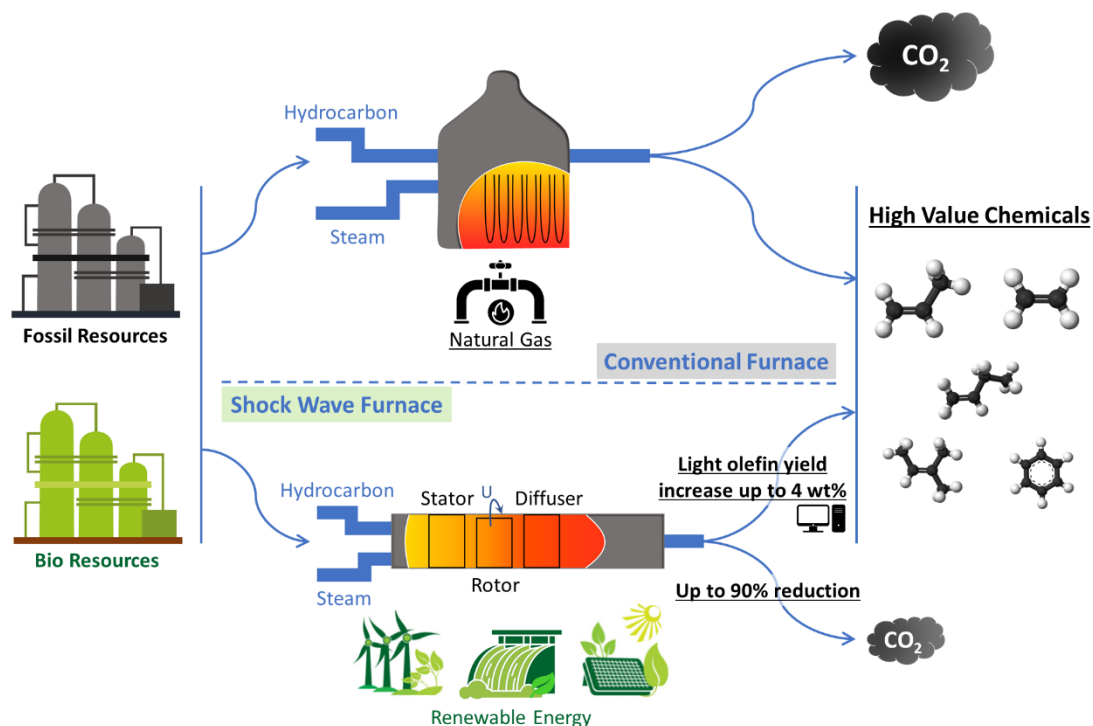 CO2
Hydrocarbon
Steam
High Value Chemicals
Fossil Resources
Natural Gas
Conventional Furnace
Shock Wave Furnace
Light olefin yield
increase up to 4 wt%
Hydrocarbon
Stator
U
Diffuser
Bio Resources
Steam
Rotor
Up to 90% reduction
CO2
Renewable Energy